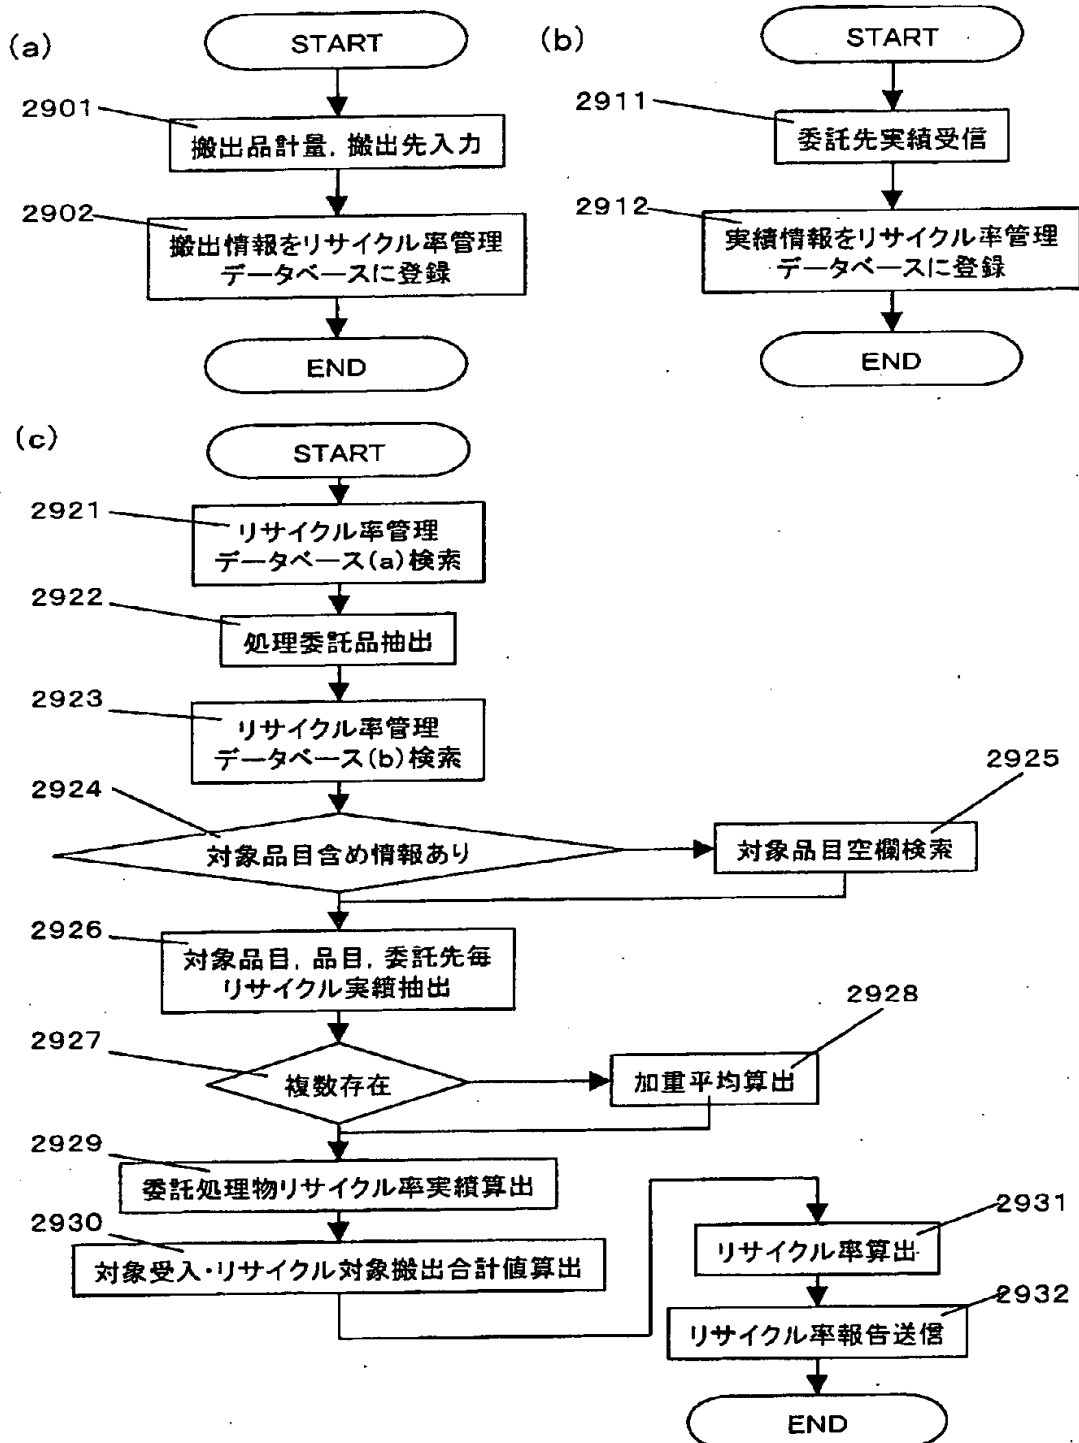 (a)
START
2901
搬出品計量, 搬出先入力
2902
搬出情報をリサイクル率管理
データベースに登録
END
(b)
START
2911
委託先実績受信
2912
実績情報をリサイクル率管理
データベースに登録
END
(c)
START
2921
リサイクル率管理
データベース(a)検索
2922
処理委託品抽出
2923
リサイクル率管理
データベース(b)検索
2924
対象品目含め情報あり
2925
対象品目空欄検索
2926
対象品目, 品目, 委託先毎
リサイクル実績抽出
2927
複数存在
2928
加重平均算出
2929
委託処理物リサイクル率実績算出
2930
対象受入・リサイクル対象搬出合計値算出
2931
リサイクル率算出
2932
リサイクル率報告送信
END